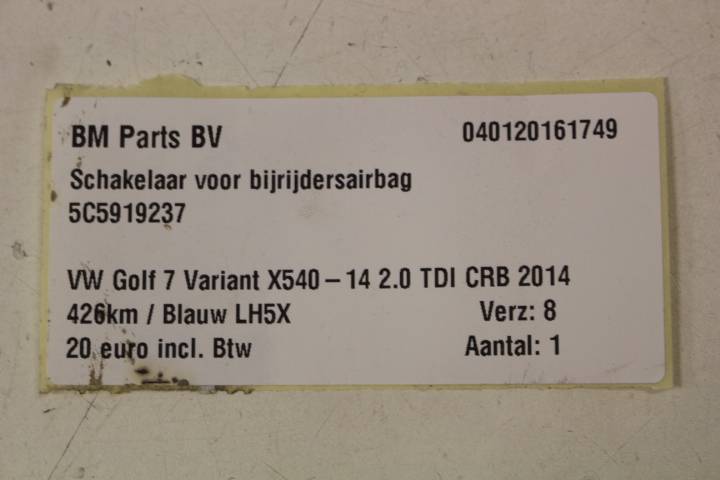 BM Parts BV 040120161749
Schakelaar voor bijrijdersairbag
5C5919237
VW Golf 7 Variant X540 – 14 2.0 TDI CRB 2014
426km / Blauw LH5X Verz: 8
20 euro incl. Btw Aantal: 1